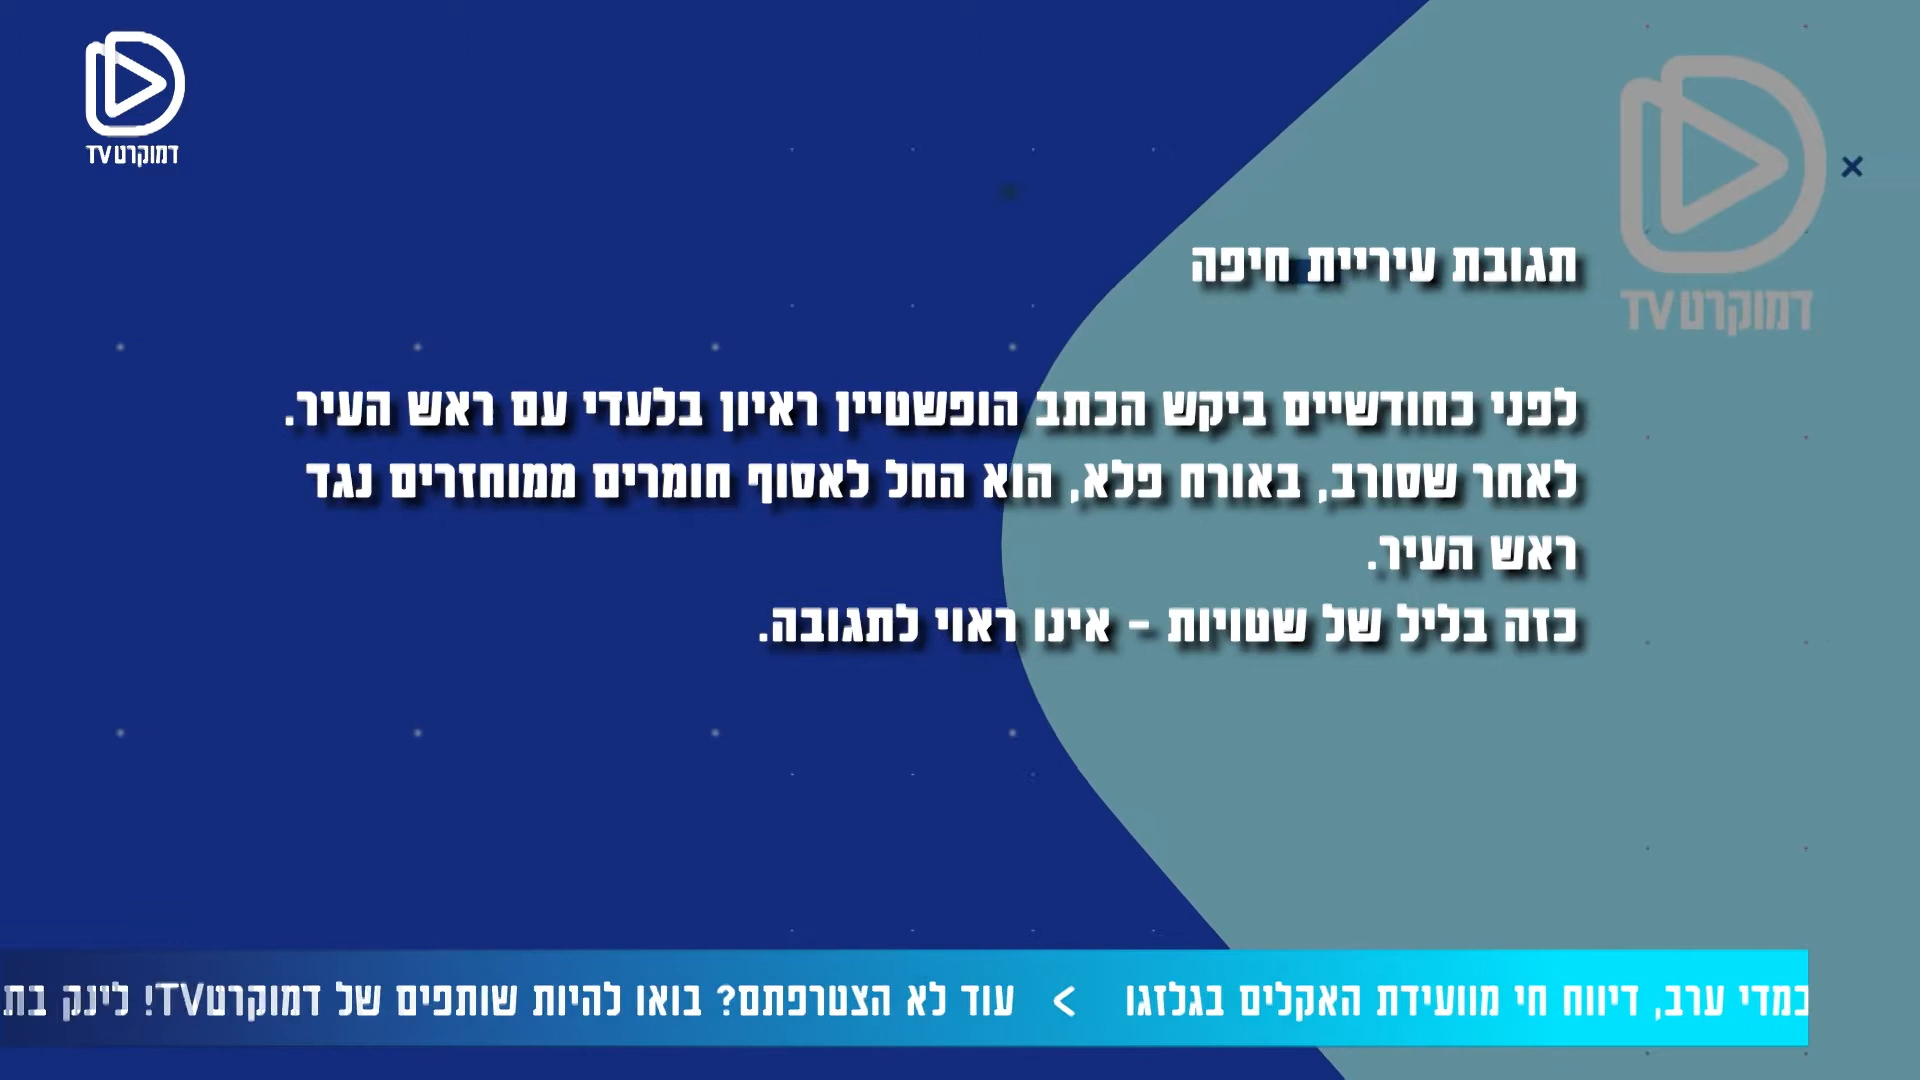 דמוקרטTV
דמוקרטTV
תגובת עיריית חיפה
לפני כחודשיים ביקש הכתב הופשטיין ראיון בלעדי עם ראש העיר.
לאחר שסורב, באורח פלא, הוא החל לאסוף חומרים ממוחזרים נגד
ראש העיר.
כזה בליל של שטויות - אינו ראוי לתגובה.
כמדי ערב, דיווח חי מוועידת האקלים בגלזגו > עוד לא הצטרפתם? בואו להיות שותפים של דמוקרטTV! לינק בת